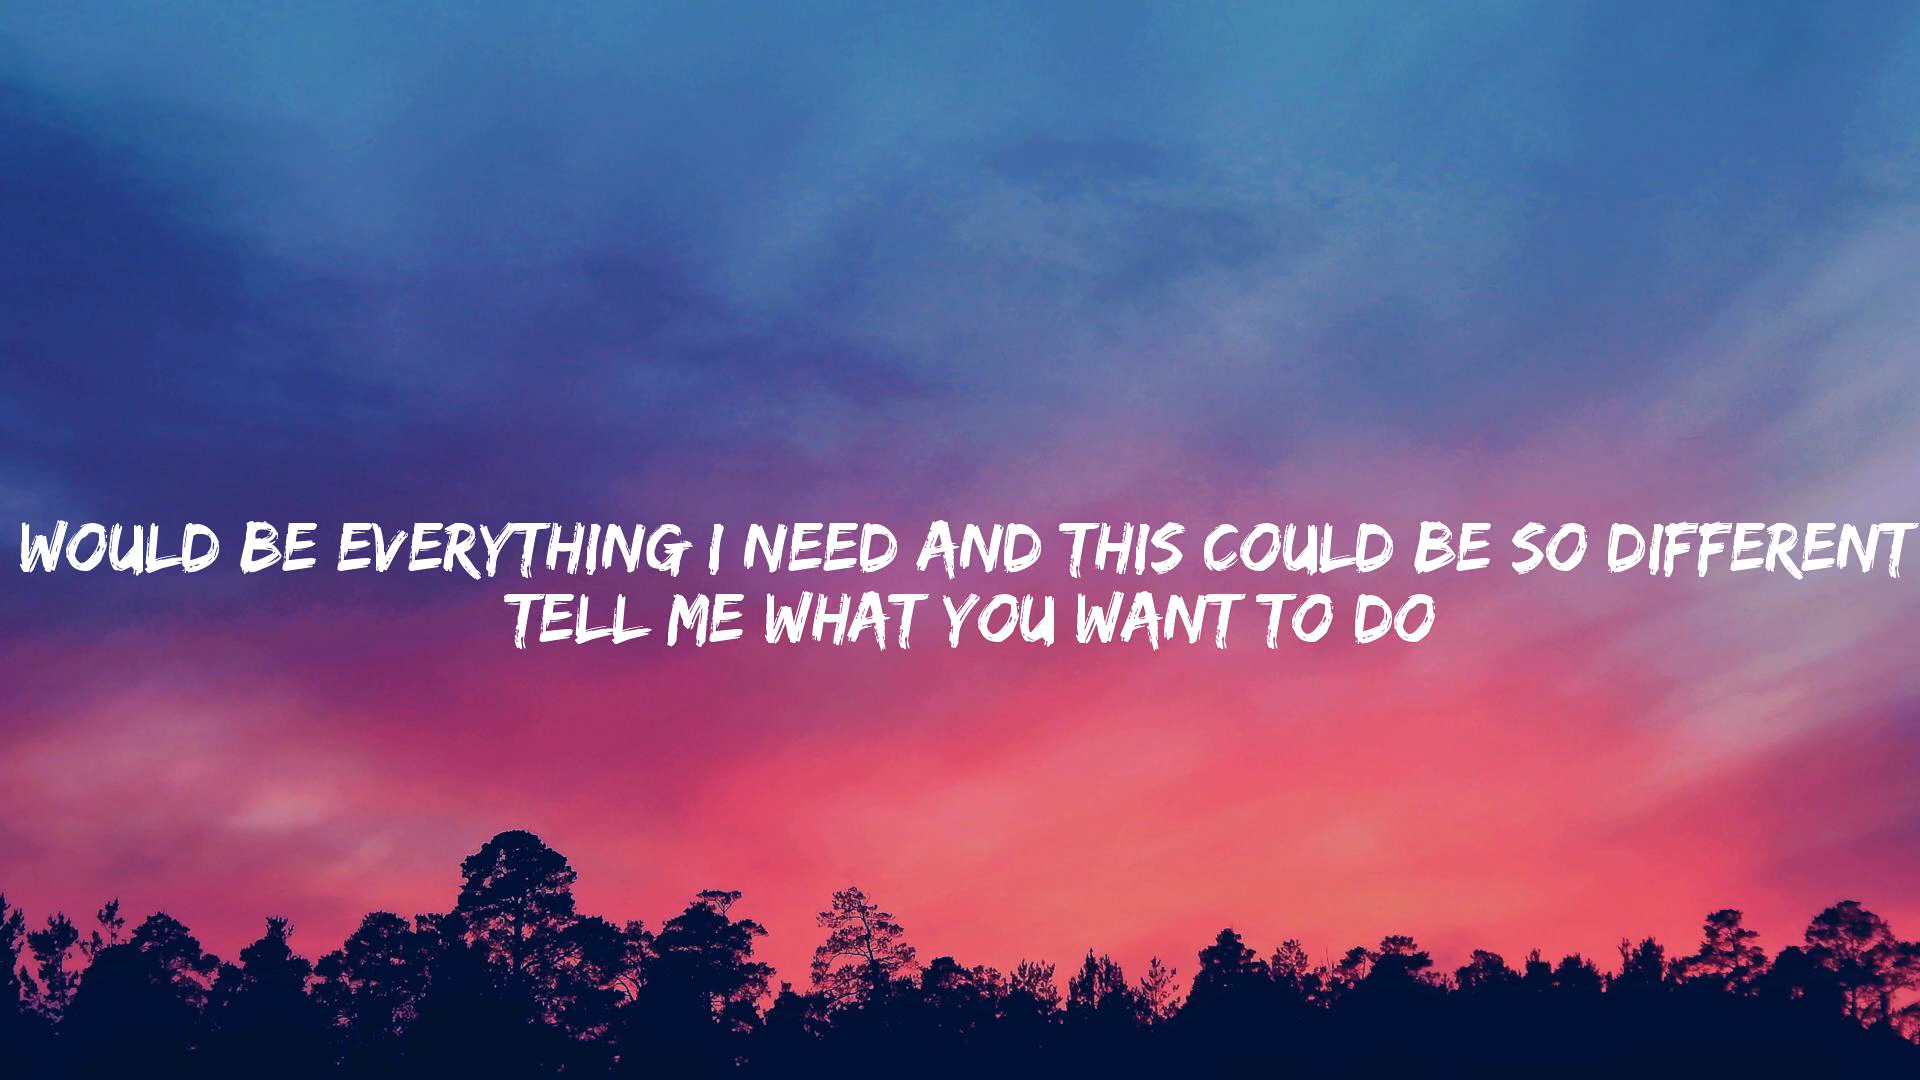 WOULD BE EVERYTHING I NEED AND THIS COULD BE SO DIFFERENT
TELL ME WHAT YOU WANT TO DO